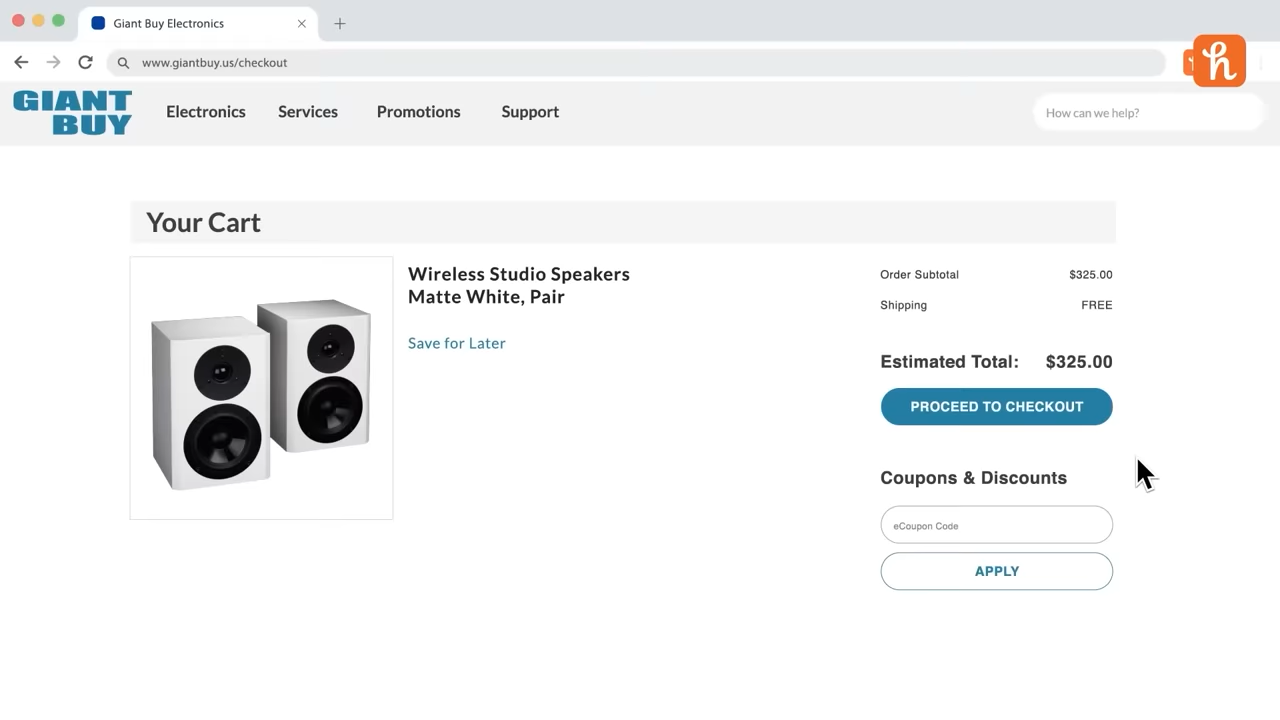 Giant Buy Electronics
www.giantbuy.us/checkout
h
GIANT
BUY
Electronics
Services
Promotions
Support
How can we help?
Your Cart
Wireless Studio Speakers
Matte White, Pair
Save for Later
Order Subtotal $325.00
Shipping FREE
Estimated Total: $325.00
PROCEED TO CHECKOUT
Coupons & Discounts
eCoupon Code
APPLY